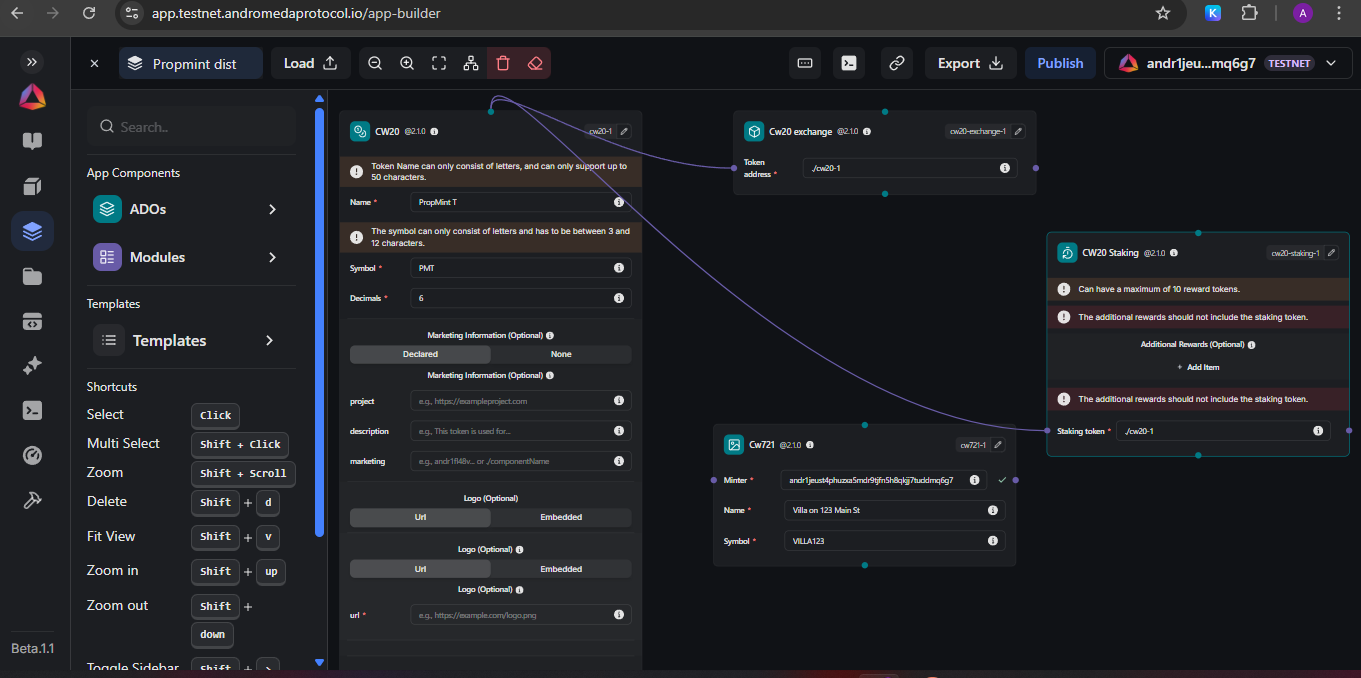 app.testnet.andromedaprotocol.io/app-builder
K
A
Propmint dist
Load
Export
Publish
andr1jeu...mq6g7
TESTNET
Search..
App Components
ADOs
Modules
Templates
Templates
Shortcuts
Select
Click
Multi Select
Shift + Click
Zoom
Shift + Scroll
Delete
Shift + d
Fit View
Shift + v
Zoom in
Shift + up
Zoom out
Shift +
down
Toggle Sidebar
Shift + >
Beta.1.1
CW20 @2.1.0
cw20-1
Token Name can only consist of letters, and can only support up to
50 characters.
Name *
PropMint T
The symbol can only consist of letters and has to be between 3 and
12 characters.
Symbol *
PMT
Decimals *
6
Marketing Information (Optional)
Declared
None
Marketing Information (Optional)
project
e.g., https://exampleproject.com
description
e.g., This token is used for...
marketing
e.g., andr1fl48v... or ./componentName
Logo (Optional)
Url
Embedded
Logo (Optional)
Url
Embedded
Logo (Optional)
url *
e.g., https://example.com/logo.png
Cw20 exchange @2.1.0
cw20-exchange-1
Token
address *
./cw20-1
Cw721 @2.1.0
cw721-1
Minter *
andr1jeust4phuzxa5mdr9tjfn5h8qkjj7tuddmq6g7
Name *
Villa on 123 Main St
Symbol *
VILLA123
CW20 Staking @2.1.0
cw20-staking-1
Can have a maximum of 10 reward tokens.
The additional rewards should not include the staking token.
Additional Rewards (Optional)
+ Add Item
The additional rewards should not include the staking token.
Staking token *
./cw20-1